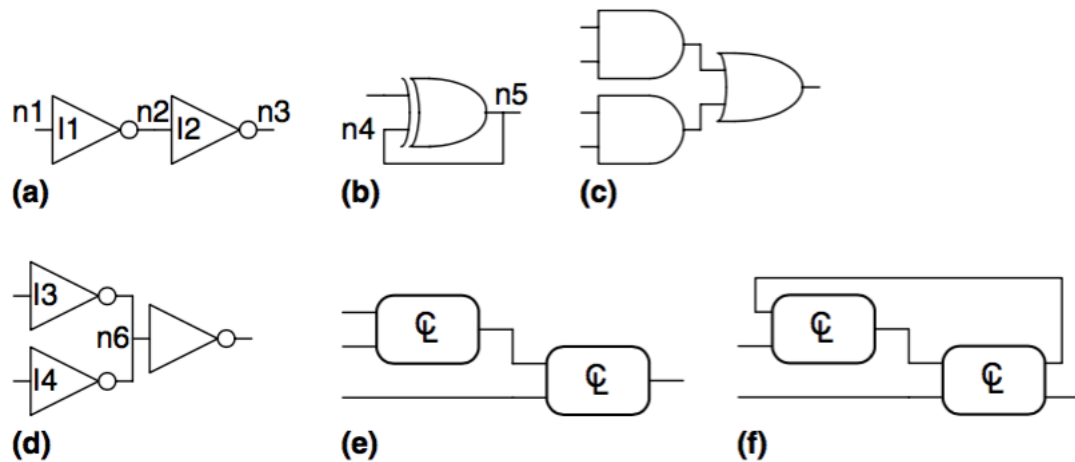 n1 I1 n2 I2 n3
n4 n5
(a) (b) (c)
I3
n6
I4
CL
CL
CL
CL
(d) (e) (f)